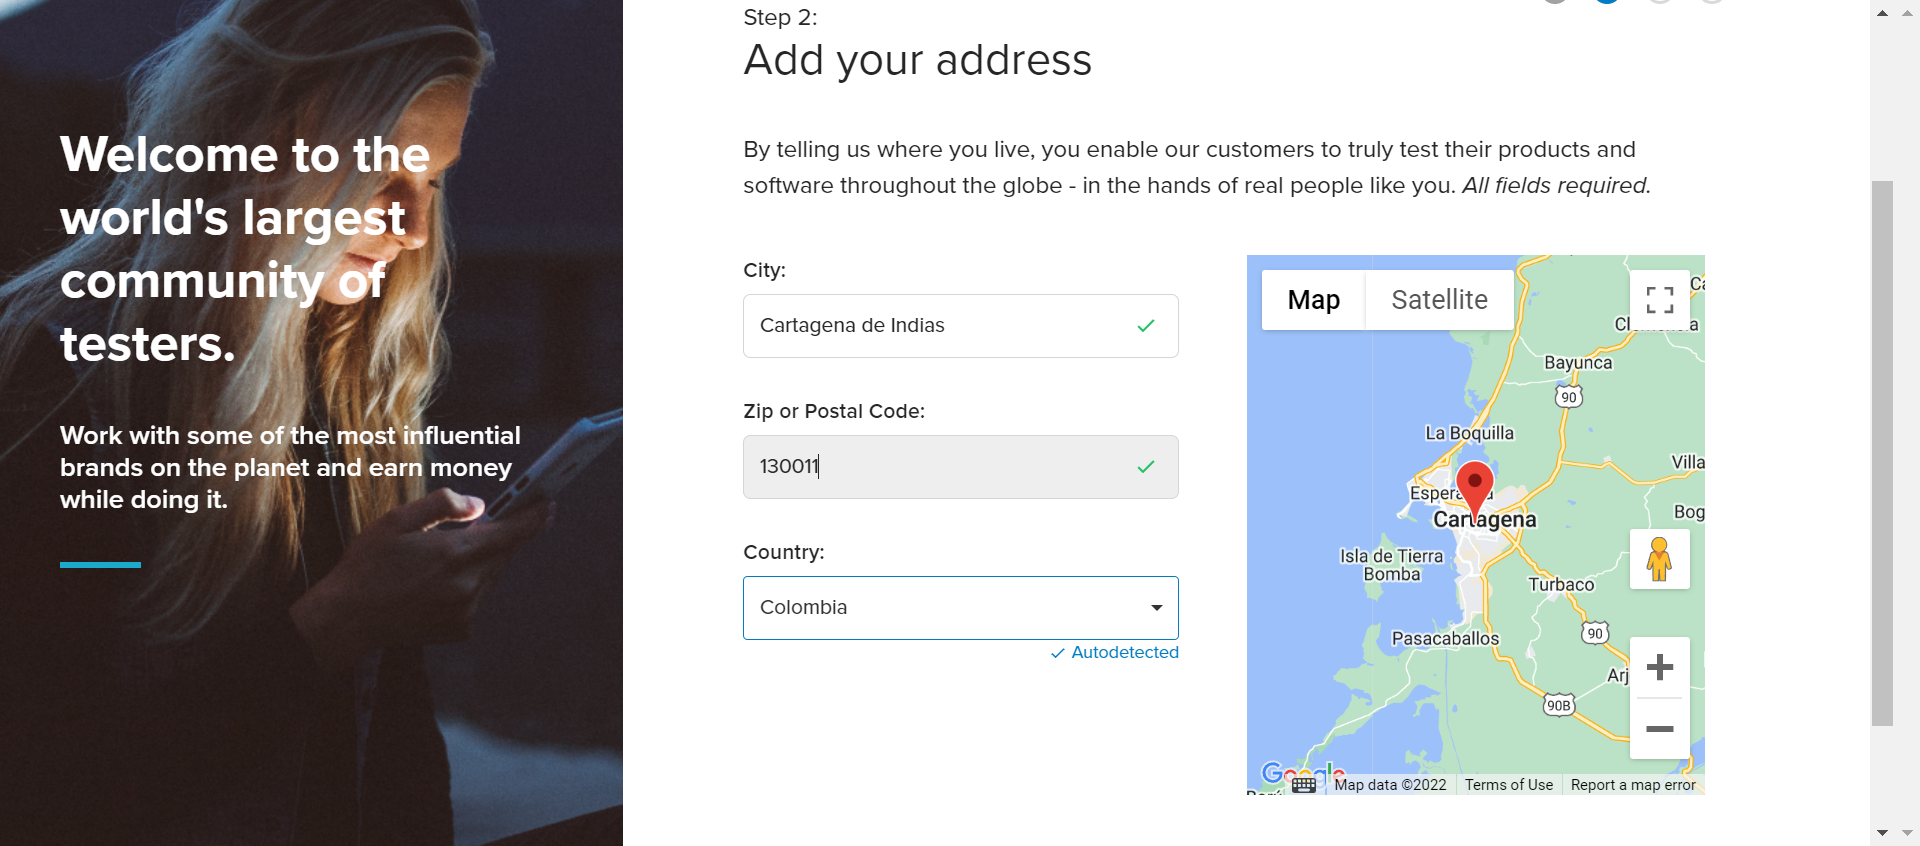 Welcome to the
world's largest
community of
testers.
Work with some of the most influential
brands on the planet and earn money
while doing it.
Step 2:
Add your address
By telling us where you live, you enable our customers to truly test their products and
software throughout the globe - in the hands of real people like you. All fields required.
City:
Cartagena de Indias
Zip or Postal Code:
130011
Country:
Colombia
Autodetected
Map
Satellite
Bayunca
90
La Boquilla
Villa
Cartagena
Bog
Isla de Tierra
Bomba
Turbaco
90
Pasacaballos
Arj
90B
Google
Map data ©2022
Terms of Use
Report a map error